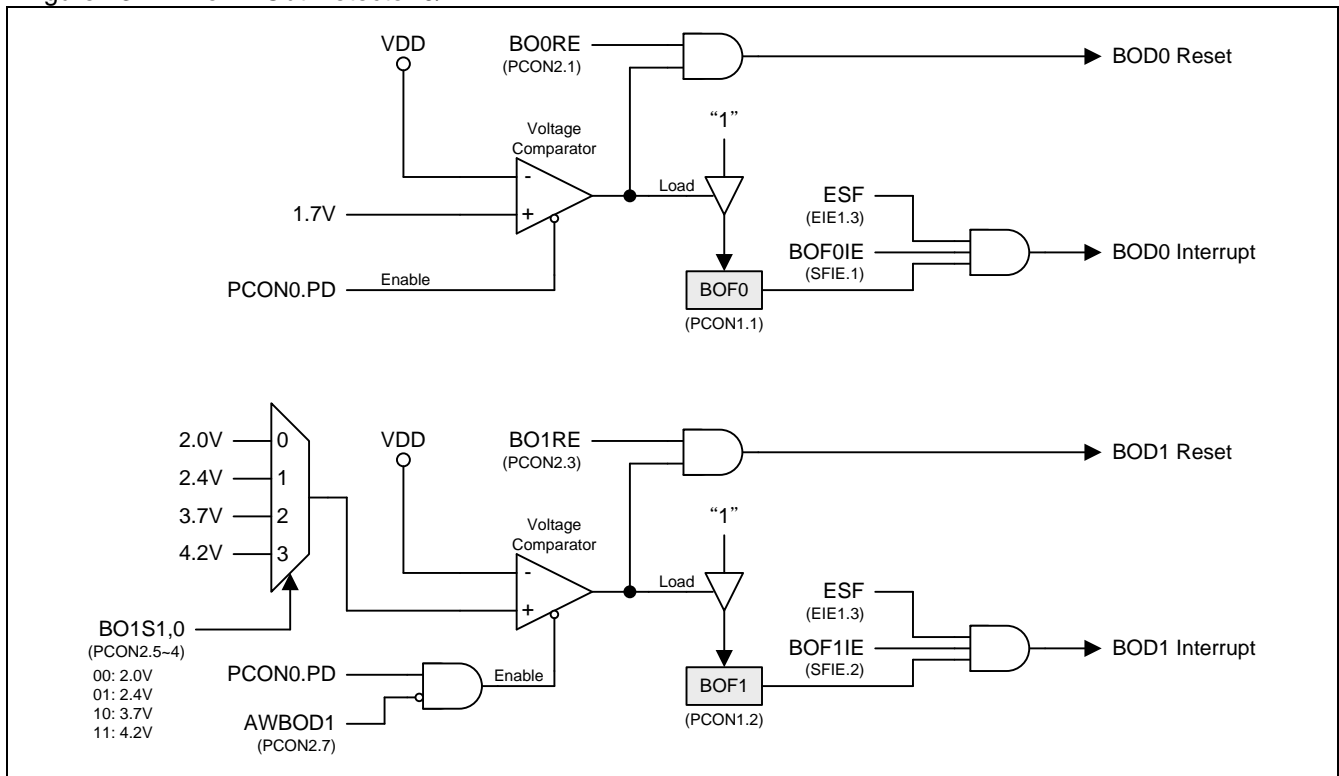 VDD
BO0RE
(PCON2.1)
BOD0 Reset
"1"
Voltage
Comparator
-
+
Load
1.7V
PCON0.PD
Enable
ESF
(EIE1.3)
BOF0IE
(SFIE.1)
BOD0 Interrupt
BOF0
(PCON1.1)
2.0V
0
2.4V
1
3.7V
2
4.2V
3
BO1S1,0
(PCON2.5~4)
00: 2.0V
01: 2.4V
10: 3.7V
11: 4.2V
VDD
BO1RE
(PCON2.3)
BOD1 Reset
"1"
Voltage
Comparator
-
+
Load
PCON0.PD
Enable
AWBOD1
(PCON2.7)
ESF
(EIE1.3)
BOF1IE
(SFIE.2)
BOD1 Interrupt
BOF1
(PCON1.2)